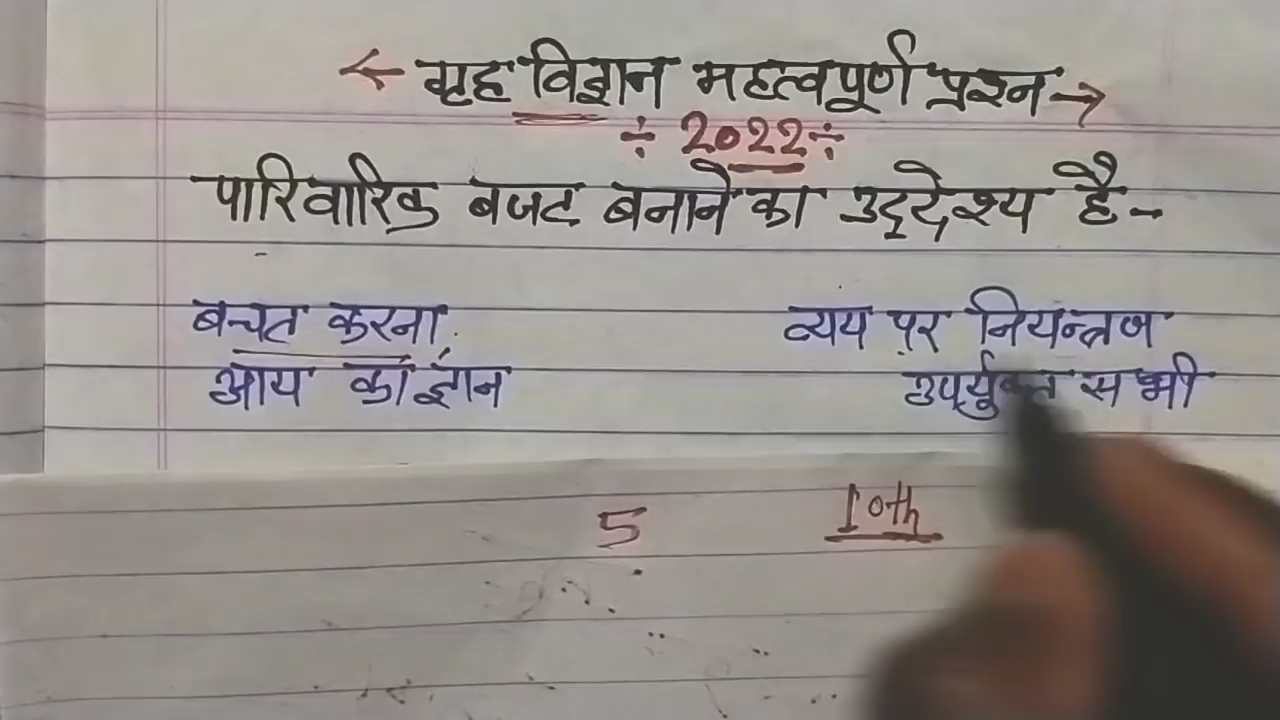 ← गृह विज्ञान महत्वपूर्ण प्रश्न →
÷ 2022 ÷
पारिवारिक बजट बनाने का उद्देश्य है -
बचत करना व्यय पर नियन्त्रण
आय का ज्ञान उपर्युक्त सभी
5 10th